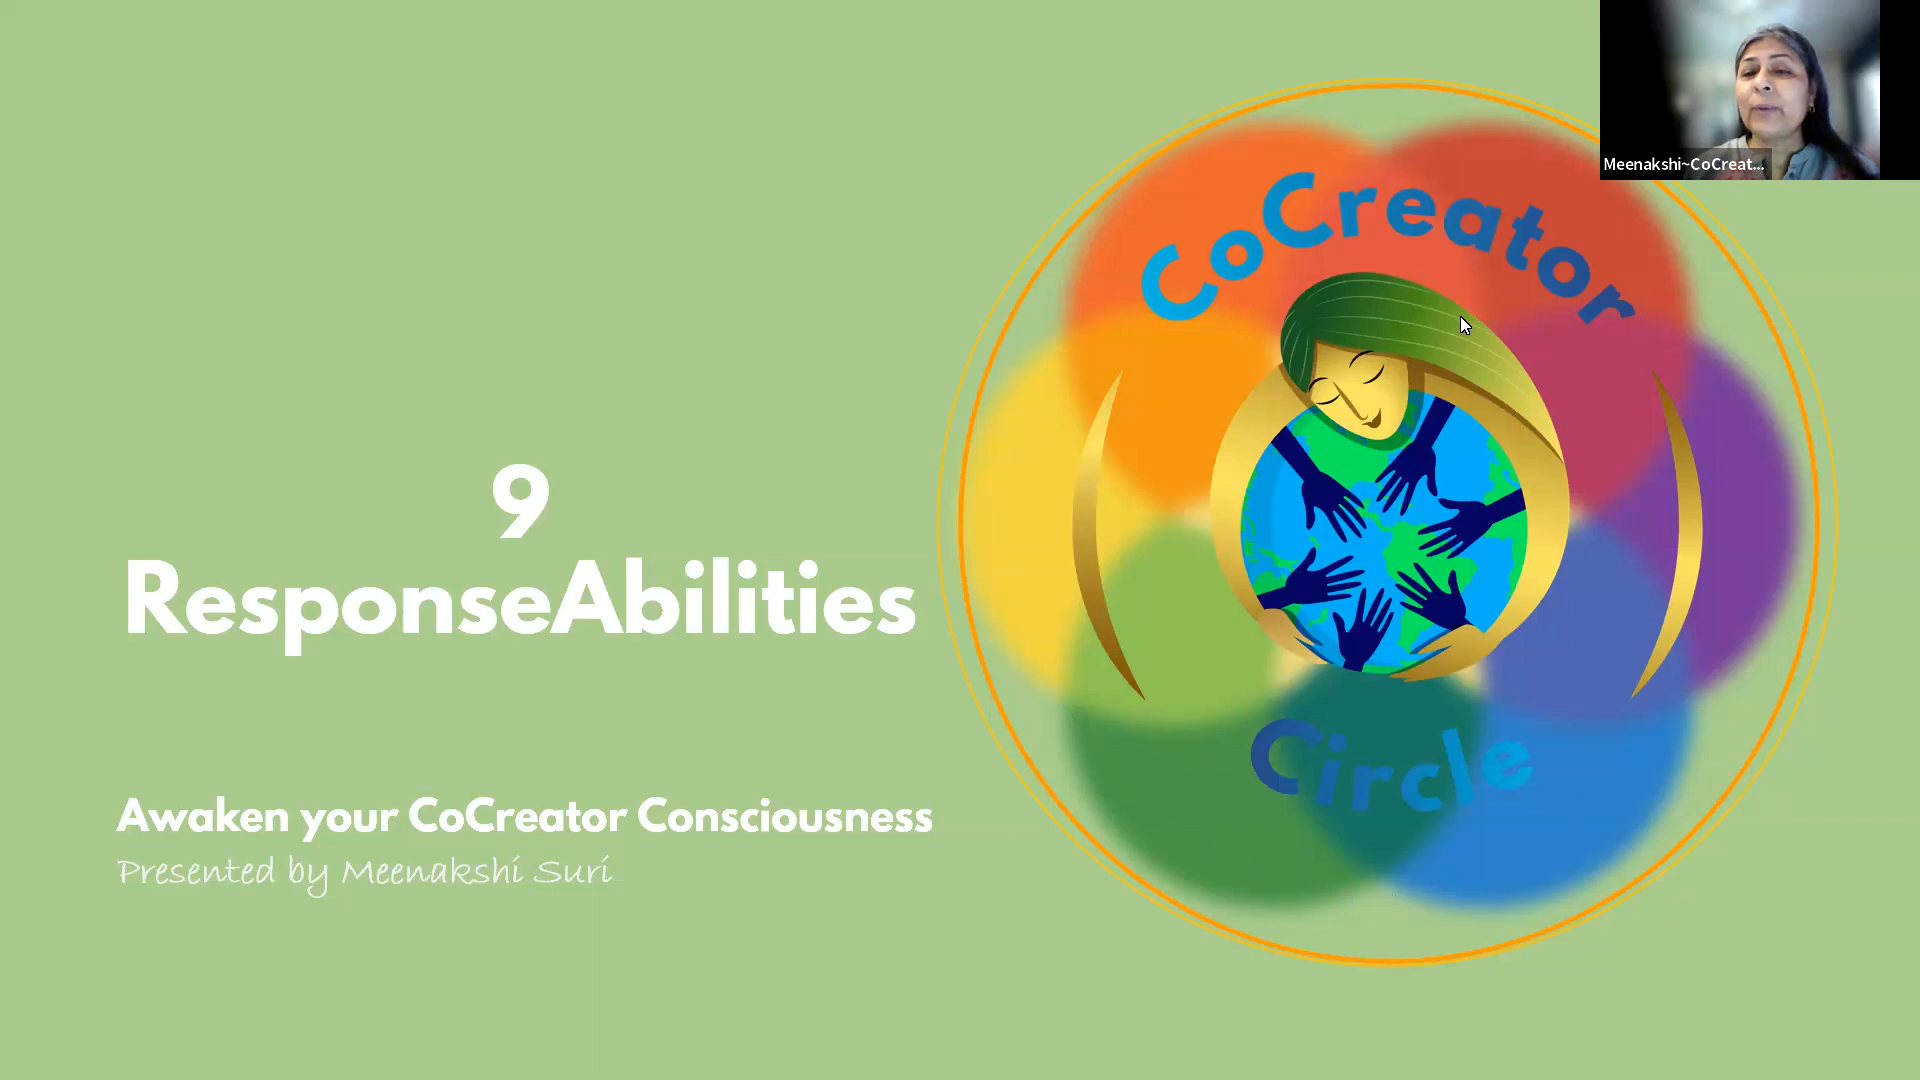 9
ResponseAbilities
Awaken your CoCreator Consciousness
Presented by Meenakshi Suri
CoCreator
Circle
Meenakshi~CoCreat...